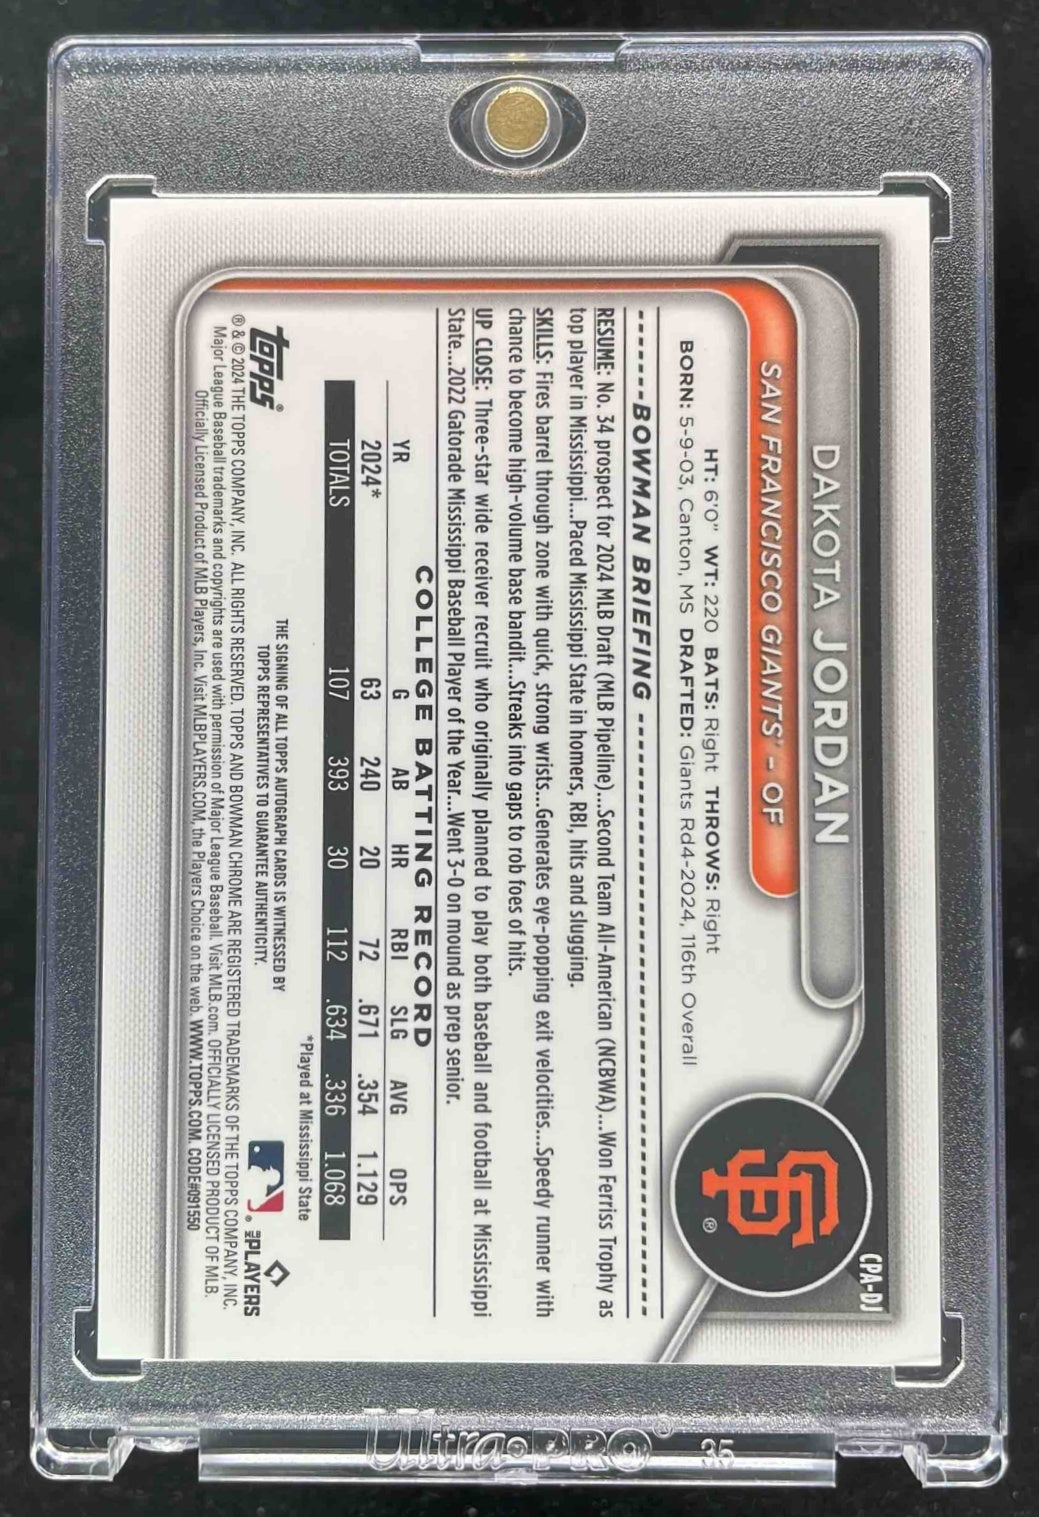 DAKOTA JORDAN
SAN FRANCISCO GIANTS® - OF
CPA-DJ
®
HT: 6'0" WT: 220 BATS: Right THROWS: Right
BORN: 5-9-03, Canton, MS DRAFTED: Giants Rd4-2024, 116th Overall
BOWMAN BRIEFING
RESUME: No. 34 prospect for 2024 MLB Draft (MLB Pipeline)...Second Team All-American (NCBWA)...Won Ferriss Trophy as
top player in Mississippi...Paced Mississippi State in homers, RBI, hits and slugging.
SKILLS: Fires barrel through zone with quick, strong wrists...Generates eye-popping exit velocities...Speedy runner with
chance to become high-volume base bandit...Streaks into gaps to rob foes of hits.
UP CLOSE: Three-star wide receiver recruit who originally planned to play both baseball and football at Mississippi
State...2022 Gatorade Mississippi Baseball Player of the Year...Went 3-0 on mound as prep senior.
COLLEGE BATTING RECORD
YR G AB HR RBI SLG AVG OPS
2024* 63 240 20 72 .671 .354 1.129
TOTALS 107 393 30 112 .634 .336 1.068
*Played at Mississippi State
topps®
THE SIGNING OF ALL TOPPS AUTOGRAPH CARDS IS WITNESSED BY
TOPPS REPRESENTATIVES TO GUARANTEE AUTHENTICITY.
®
MLB PLAYERS
® & © 2024 THE TOPPS COMPANY, INC. ALL RIGHTS RESERVED. TOPPS AND BOWMAN CHROME ARE REGISTERED TRADEMARKS OF THE TOPPS COMPANY, INC.
Major League Baseball trademarks and copyrights are used with permission of Major League Baseball. Visit MLB.com. OFFICIALLY LICENSED PRODUCT OF MLB.
Officially Licensed Product of MLB Players, Inc. Visit MLBPLAYERS.COM, the Players Choice on the web. WWW.TOPPS.COM. CODE#091550
Ultra•PRO® 35